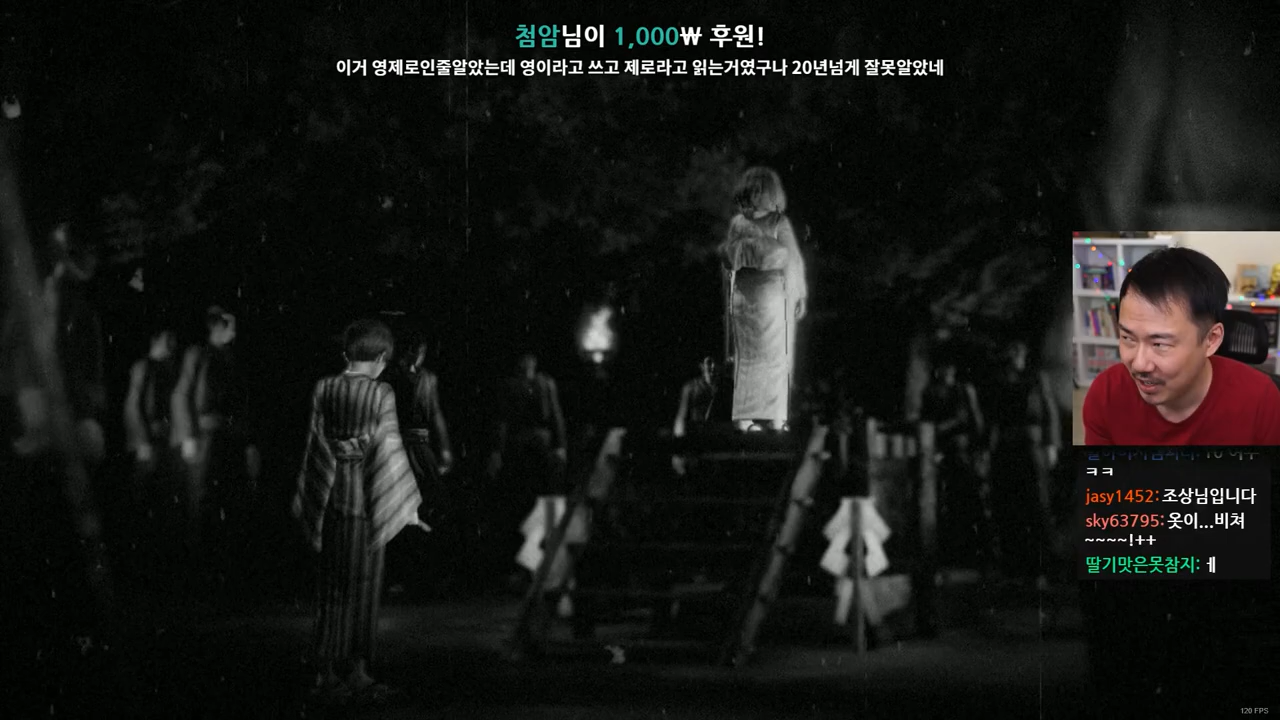 첨암님이 1,000₩ 후원!
이거 영제로인줄알았는데 영이라고 쓰고 제로라고 읽는거였구나 20년넘게 잘못알았네
ㅋㅋ
jasy1452: 조상님입니다
sky63795: 옷이...비쳐
~~~~!++
딸기맛은못참지: ㅔ
120 FPS